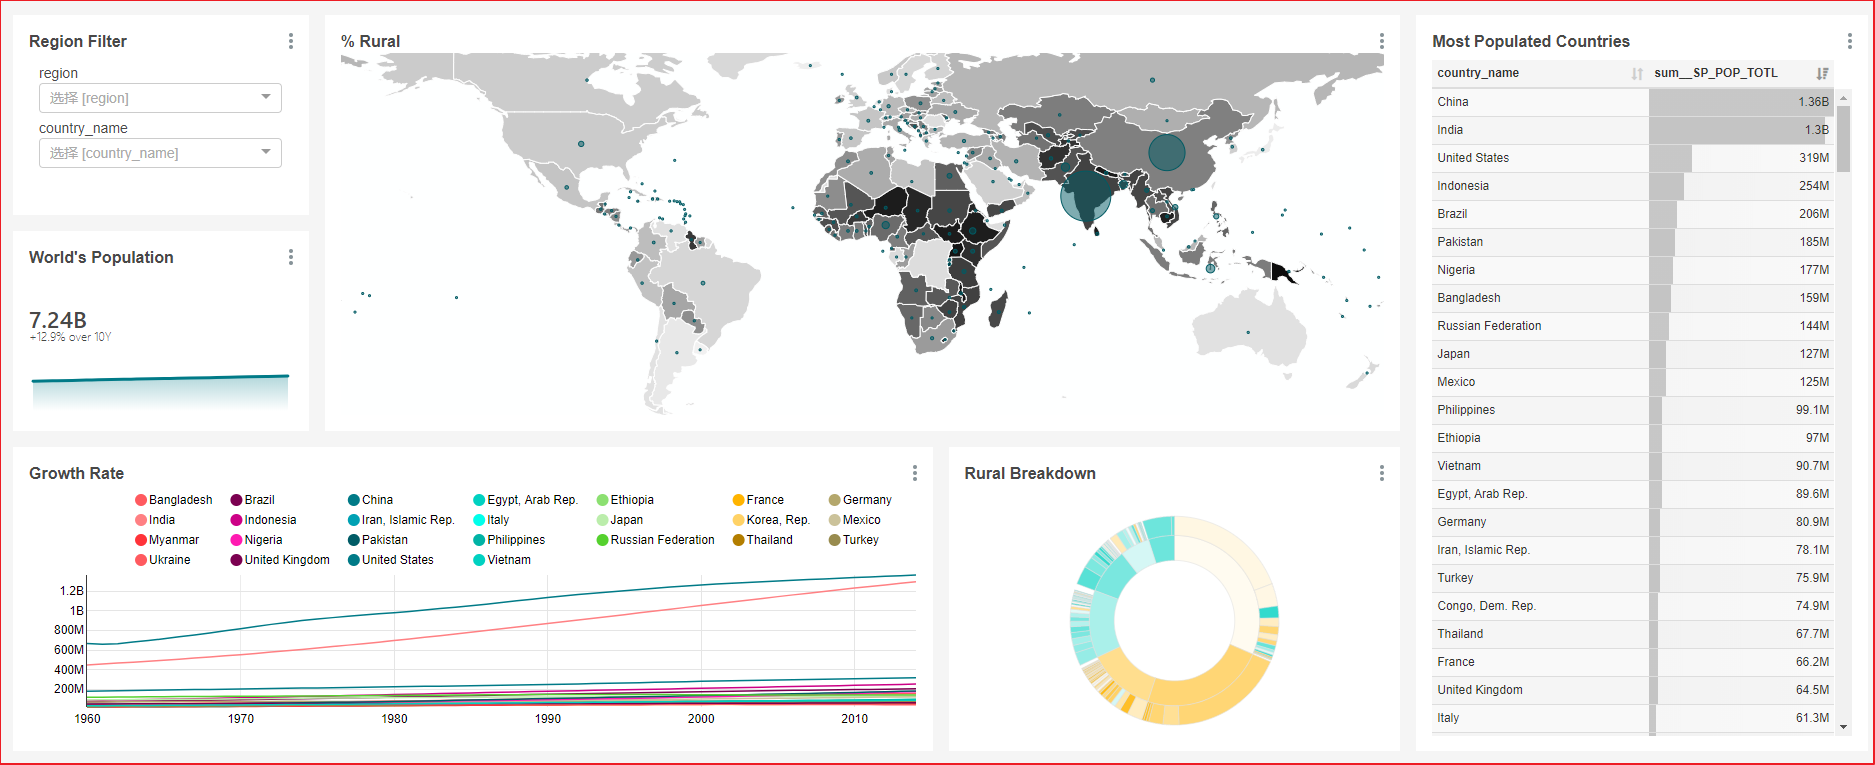 Region Filter
region
选择 [region]
country_name
选择 [country_name]
World's Population
7.24B
+12.9% over 10Y
% Rural
Most Populated Countries
country_name sum__SP_POP_TOTL
China 1.36B
India 1.3B
United States 319M
Indonesia 254M
Brazil 206M
Pakistan 185M
Nigeria 177M
Bangladesh 159M
Russian Federation 144M
Japan 127M
Mexico 125M
Philippines 99.1M
Ethiopia 97M
Vietnam 90.7M
Egypt, Arab Rep. 89.6M
Germany 80.9M
Iran, Islamic Rep. 78.1M
Turkey 75.9M
Congo, Dem. Rep. 74.9M
Thailand 67.7M
France 66.2M
United Kingdom 64.5M
Italy 61.3M
Growth Rate
Bangladesh Brazil China Egypt, Arab Rep. Ethiopia France Germany
India Indonesia Iran, Islamic Rep. Italy Japan Korea, Rep. Mexico
Myanmar Nigeria Pakistan Philippines Russian Federation Thailand Turkey
Ukraine United Kingdom United States Vietnam
1.2B
1B
800M
600M
400M
200M
1960 1970 1980 1990 2000 2010
Rural Breakdown